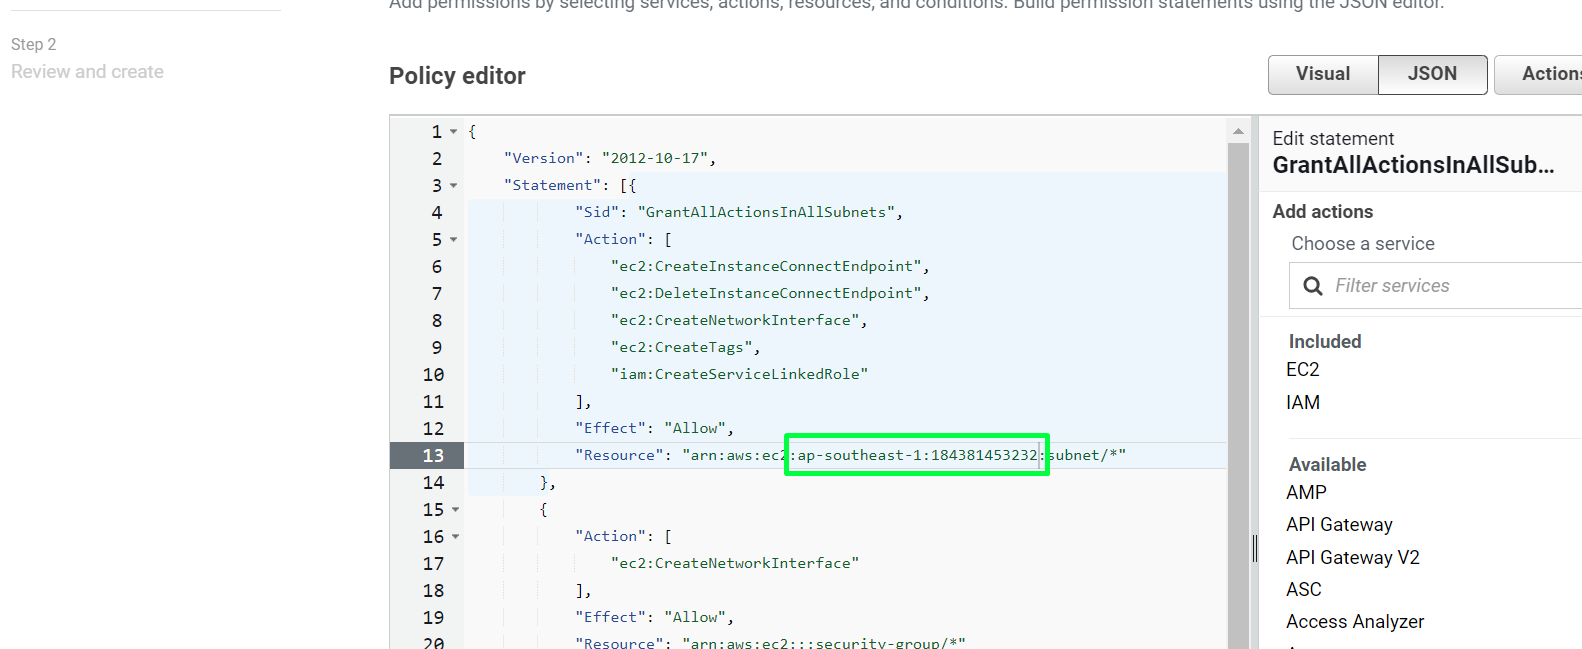 Add permissions by selecting services, actions, resources, and conditions. Build permission statements using the JSON editor.
Step 2
Review and create
Policy editor
Visual
JSON
Actions
1 {
2 "Version": "2012-10-17",
3 "Statement": [{
4 "Sid": "GrantAllActionsInAllSubnets",
5 "Action": [
6 "ec2:CreateInstanceConnectEndpoint",
7 "ec2:DeleteInstanceConnectEndpoint",
8 "ec2:CreateNetworkInterface",
9 "ec2:CreateTags",
10 "iam:CreateServiceLinkedRole"
11 ],
12 "Effect": "Allow",
13 "Resource": "arn:aws:ec2:ap-southeast-1:184381453232:subnet/*"
14 },
15 {
16 "Action": [
17 "ec2:CreateNetworkInterface"
18 ],
19 "Effect": "Allow",
20 "Resource": "arn:aws:ec2:::security-group/*"
Edit statement
GrantAllActionsInAllSub...
Add actions
Choose a service
Filter services
Included
EC2
IAM
Available
AMP
API Gateway
API Gateway V2
ASC
Access Analyzer